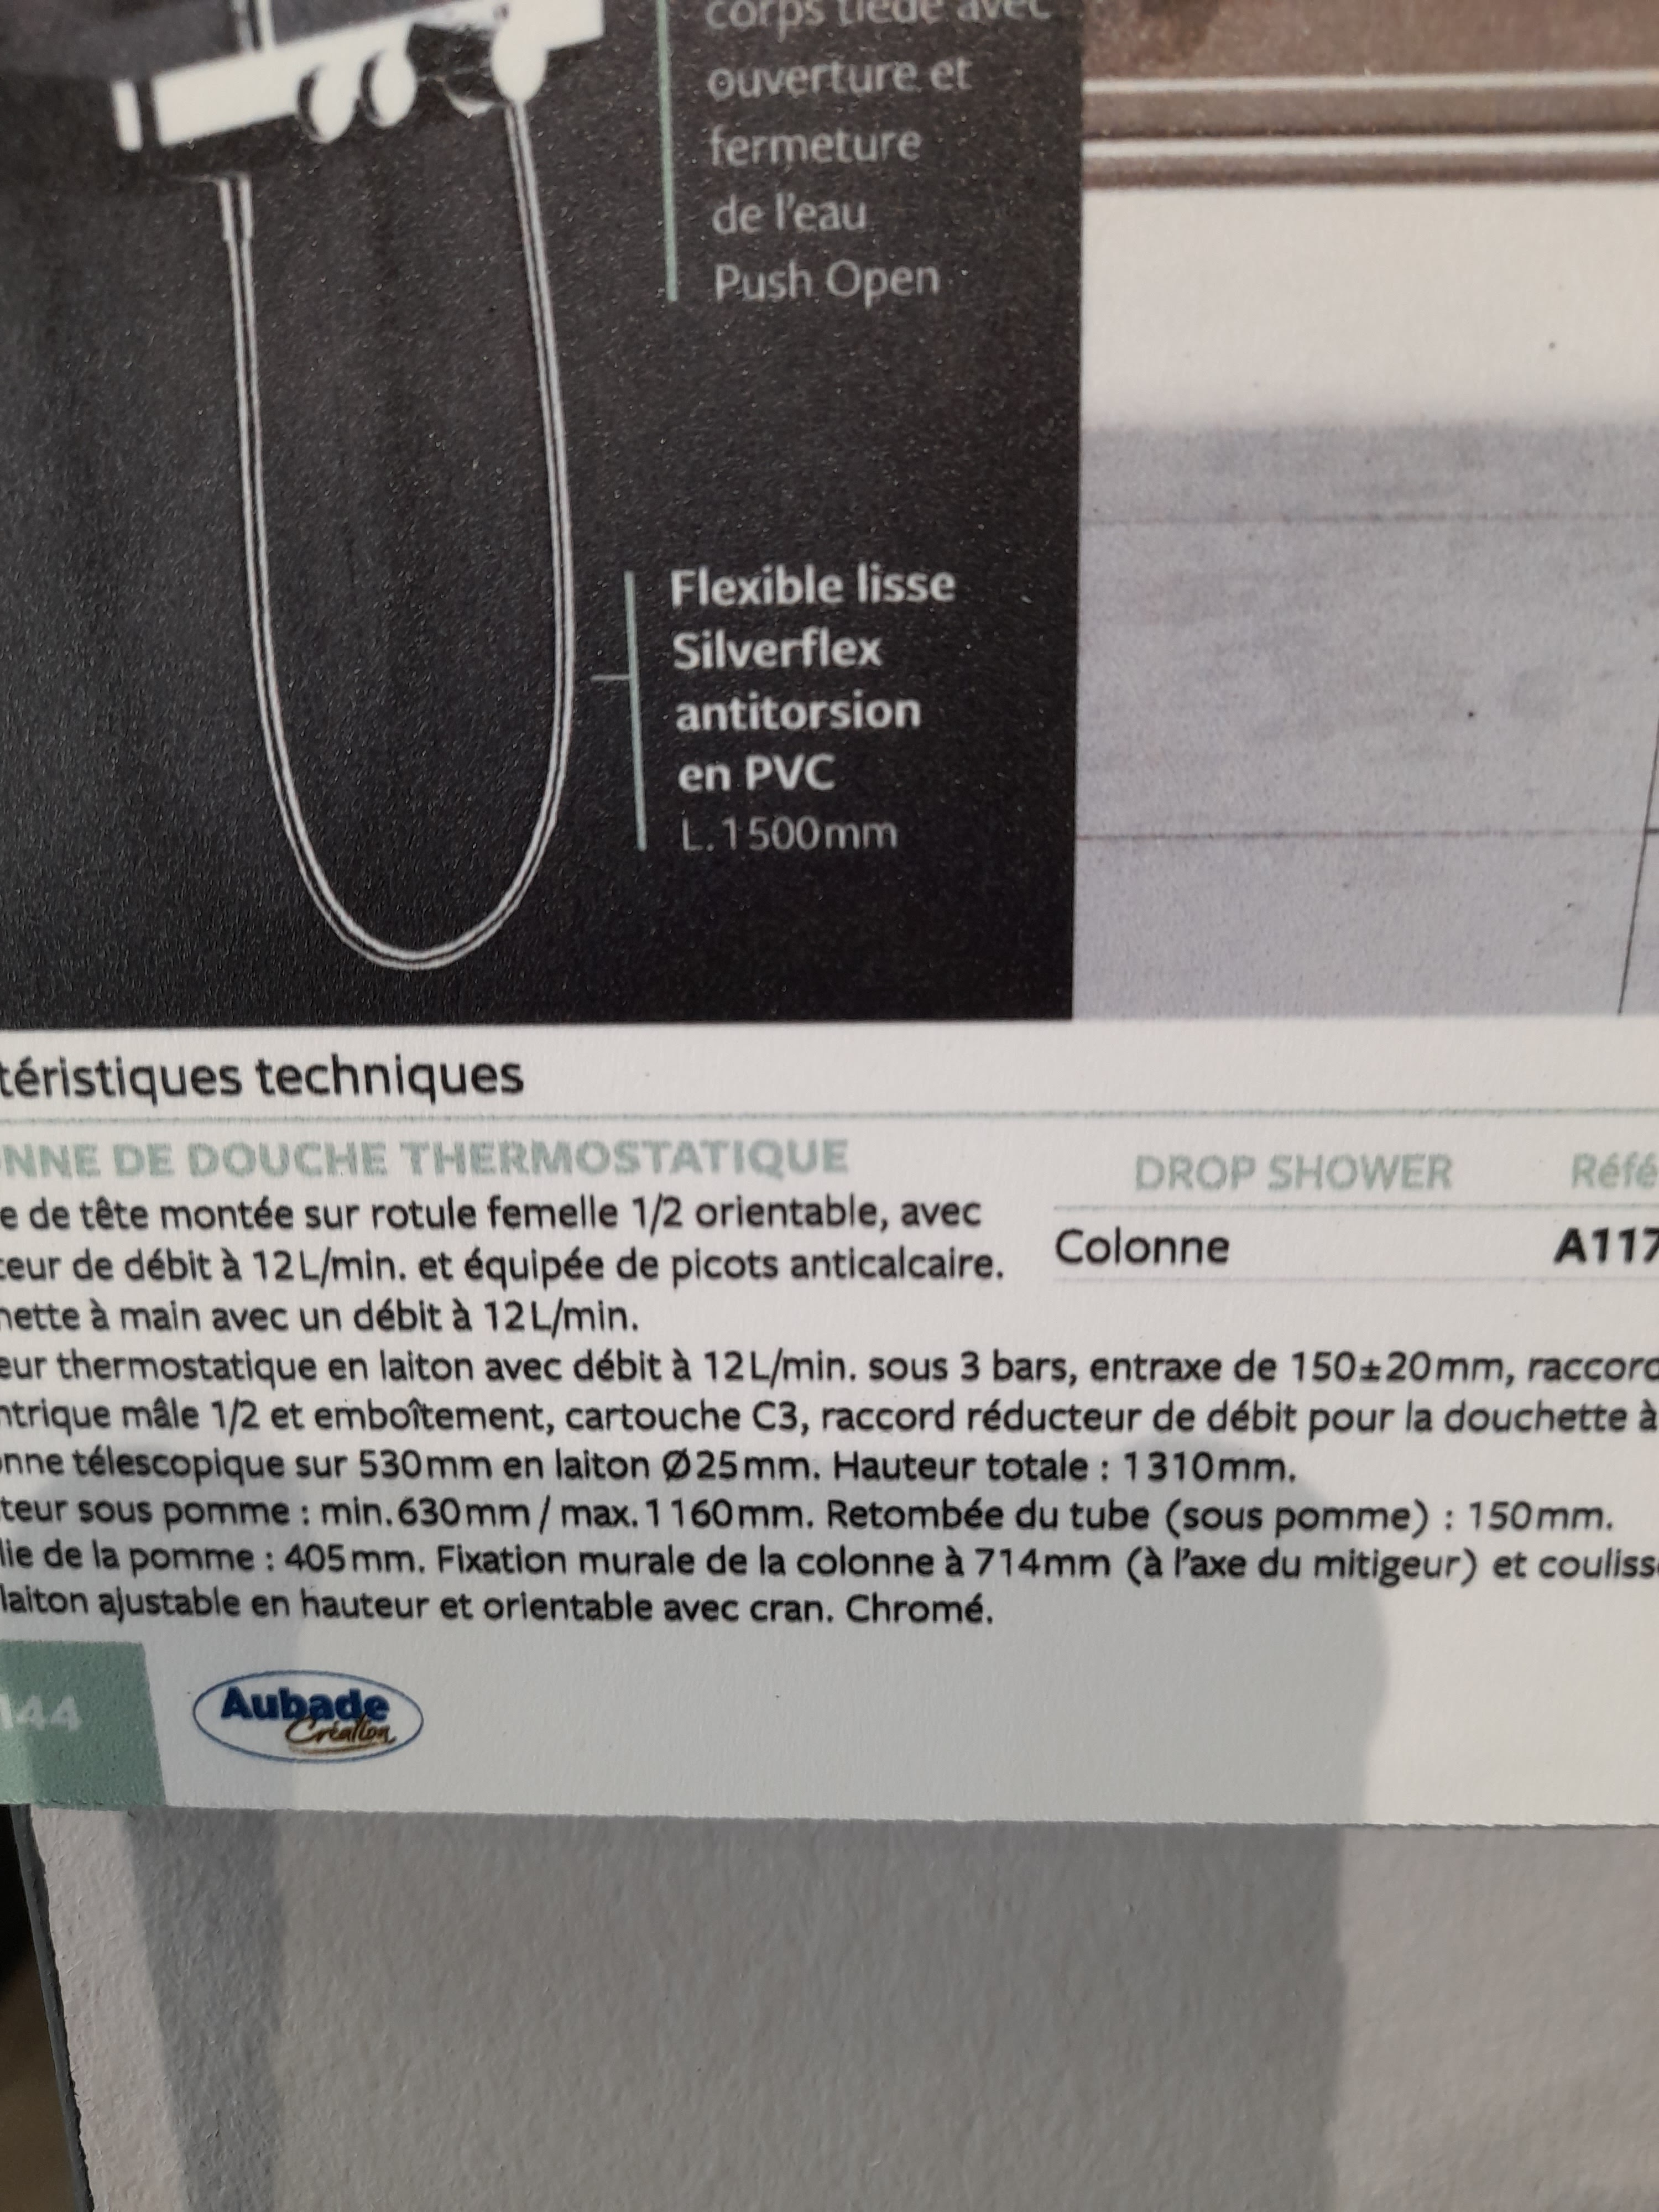 corps tiède avec
ouverture et
fermeture
de l'eau
Push Open
Flexible lisse
Silverflex
antitorsion
en PVC
L.1500mm
téristiques techniques
NNE DE DOUCHE THERMOSTATIQUE
e de tête montée sur rotule femelle 1/2 orientable, avec
teur de débit à 12L/min. et équipée de picots anticalcaire.
hette à main avec un débit à 12L/min.
eur thermostatique en laiton avec débit à 12L/min. sous 3 bars, entraxe de 150±20mm, raccord
ntrique mâle 1/2 et emboîtement, cartouche C3, raccord réducteur de débit pour la douchette à
nne télescopique sur 530mm en laiton Ø25mm. Hauteur totale : 1310mm.
teur sous pomme : min.630mm / max.1160mm. Retombée du tube (sous pomme) : 150mm.
lie de la pomme : 405mm. Fixation murale de la colonne à 714mm (à l'axe du mitigeur) et couliss
laiton ajustable en hauteur et orientable avec cran. Chromé.
DROP SHOWER Réfé
Colonne A117
144
Aubade
Création